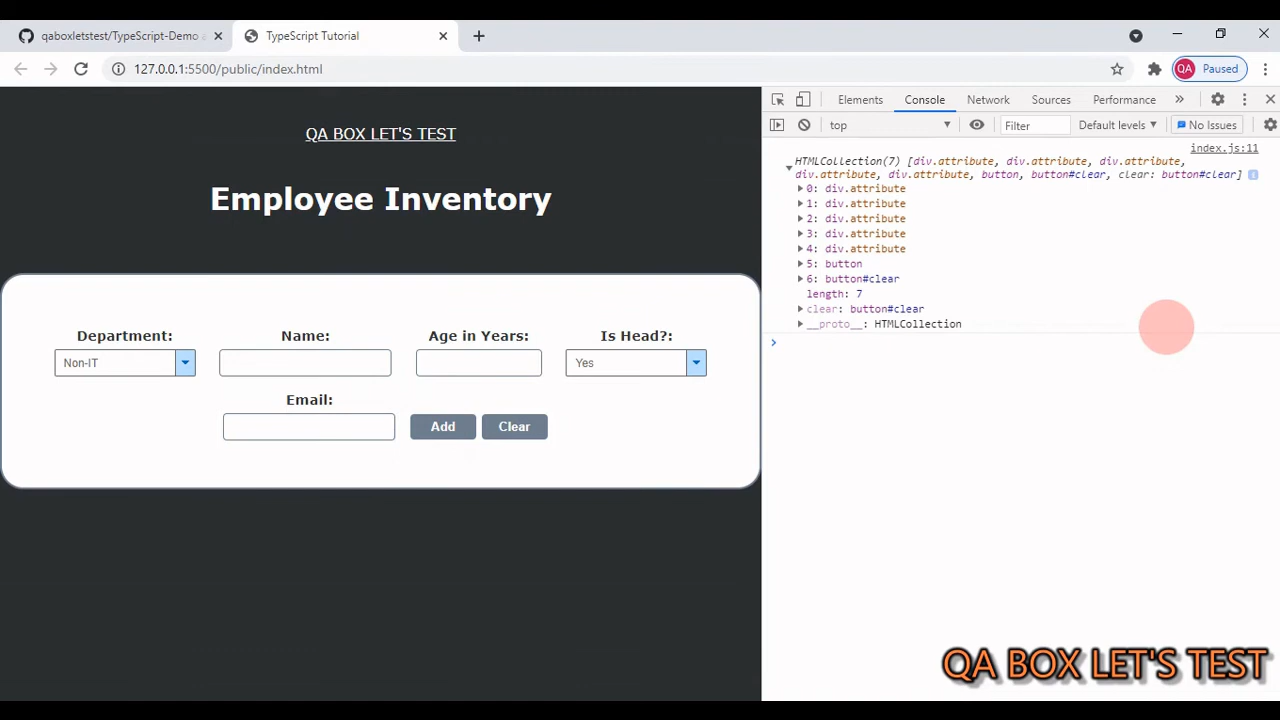 qaboxletstest/TypeScript-Demo a
TypeScript Tutorial
127.0.0.1:5500/public/index.html
QA
Paused
Elements
Console
Network
Sources
Performance
top
Filter
Default levels
No Issues
index.js:11
HTMLCollection(7) [div.attribute, div.attribute, div.attribute,
div.attribute, div.attribute, button, button#clear, clear: button#clear]
0: div.attribute
1: div.attribute
2: div.attribute
3: div.attribute
4: div.attribute
5: button
6: button#clear
length: 7
clear: button#clear
__proto__: HTMLCollection
QA BOX LET'S TEST
Employee Inventory
Department:
Name:
Age in Years:
Is Head?:
Non-IT
Yes
Email:
Add
Clear
QA BOX LET'S TEST